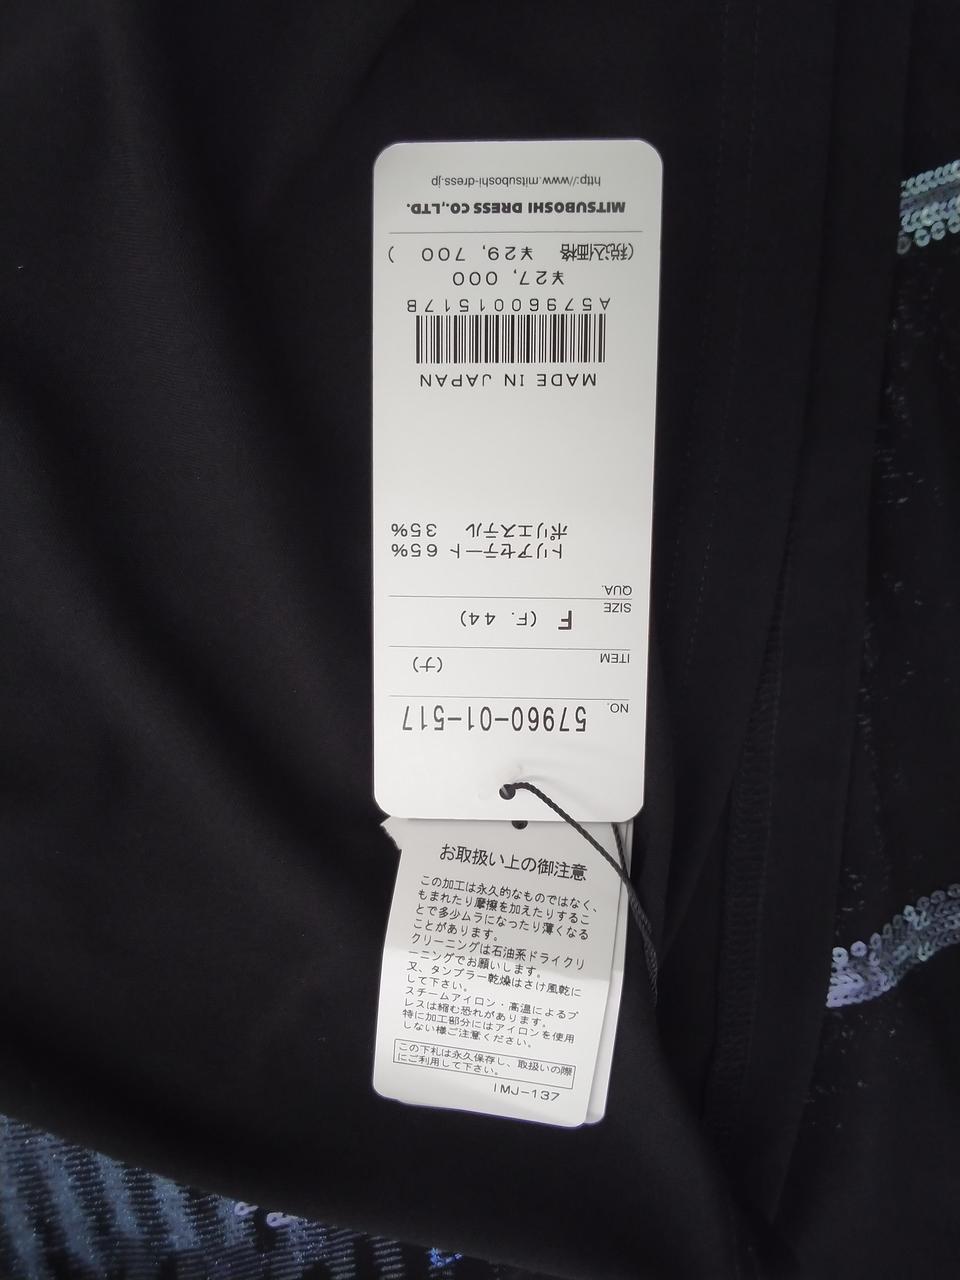 NO.
57960-01-517
ITEM
(ナ)
SIZE
F (F. 44)
QUA.
トリアセテート 65%
ポリエステル 35%
MADE IN JAPAN
A57960015178
¥27, 000
(税込価格 ¥29, 700 )
MITSUBOSHI DRESS CO.,LTD.
http://www.mitsuboshi-dress.jp
お取扱い上の御注意
この加工は永久的なものではなく、
もまれたり摩擦を加えたりするこ
とで多少ムラになったり薄くなる
ことがあります。
クリーニングは石油系ドライクリ
ーニングでお願いします。
又、タンブラー乾燥はさけ風乾に
して下さい。
スチームアイロン・高温によるプ
レスは縮む恐れがあります。
特に加工部分にはアイロンを使用
しない様ご注意ください。
この下札は永久保存し、取扱いの際
にご利用して下さい。
IMJ-137